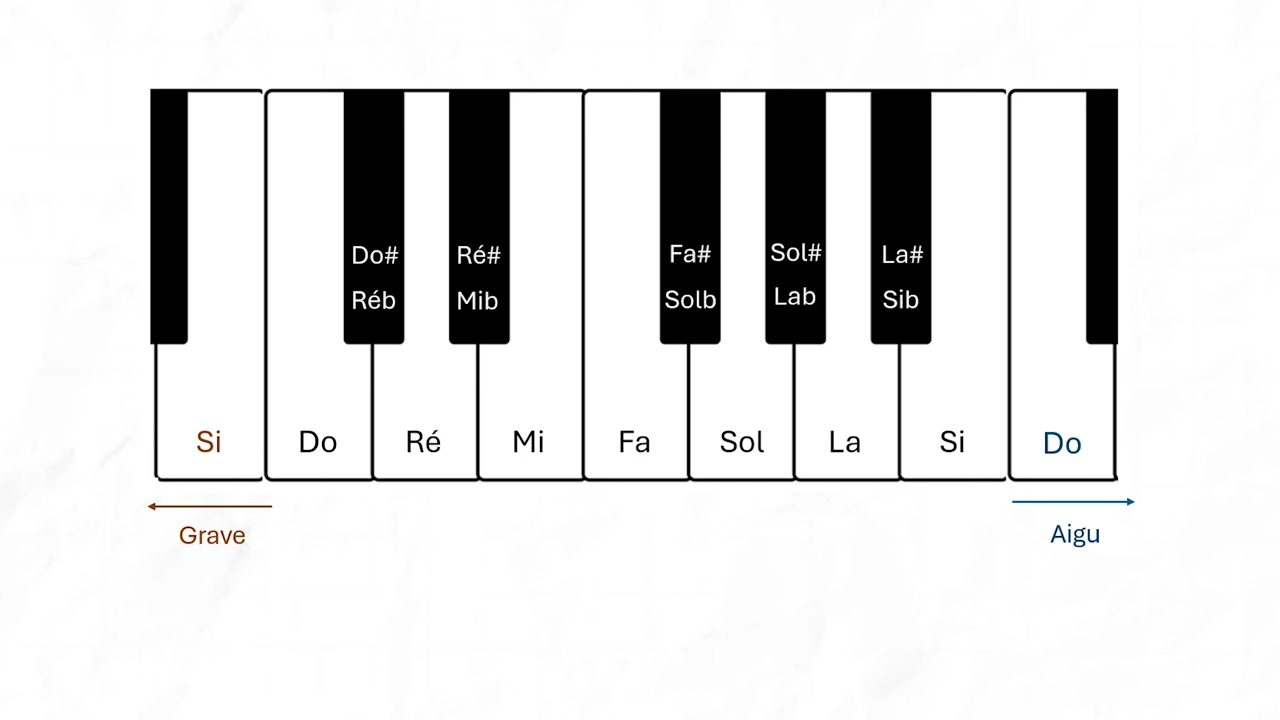 Do# Ré# Fa# Sol# La#
Réb Mib Solb Lab Sib
Si Do Ré Mi Fa Sol La Si Do
Grave Aigu